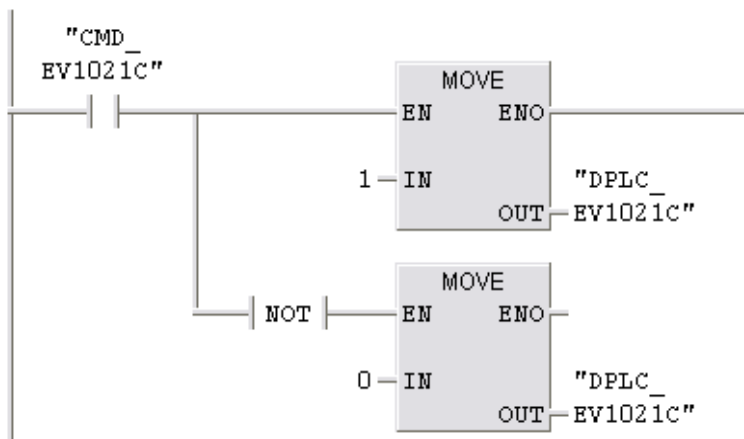 "CMD_
EV1021C"
MOVE
EN ENO
1 IN
"DPLC_
OUT EV1021C"
NOT
MOVE
EN ENO
0 IN
"DPLC_
OUT EV1021C"